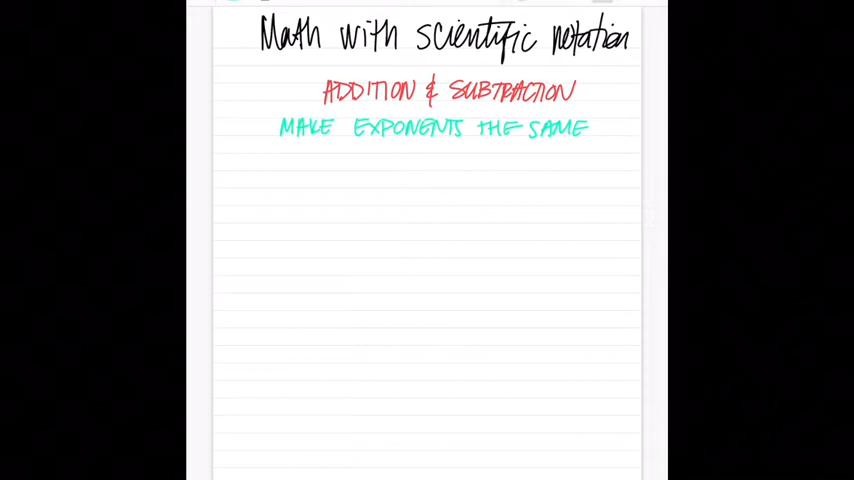 Math with scientific notation
ADDITION & SUBTRACTION
MAKE EXPONENTS THE SAME